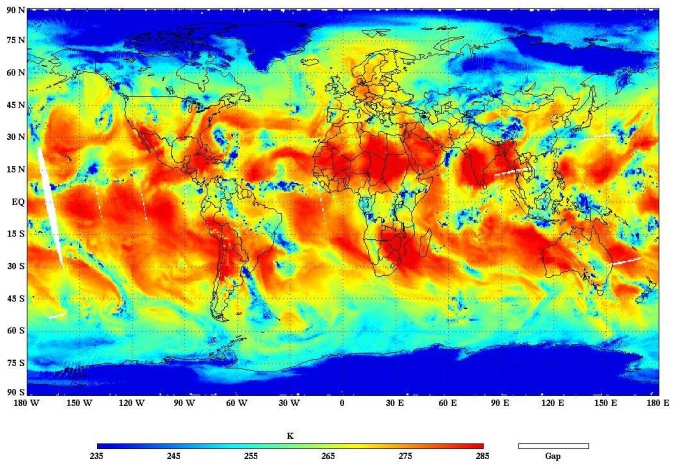 90 N
75 N
60 N
45 N
30 N
15 N
EQ
15 S
30 S
45 S
60 S
75 S
90 S
180 W 150 W 120 W 90 W 60 W 30 W 0 30 E 60 E 90 E 120 E 150 E 180 E
K
235 245 255 265 275 285 Gap